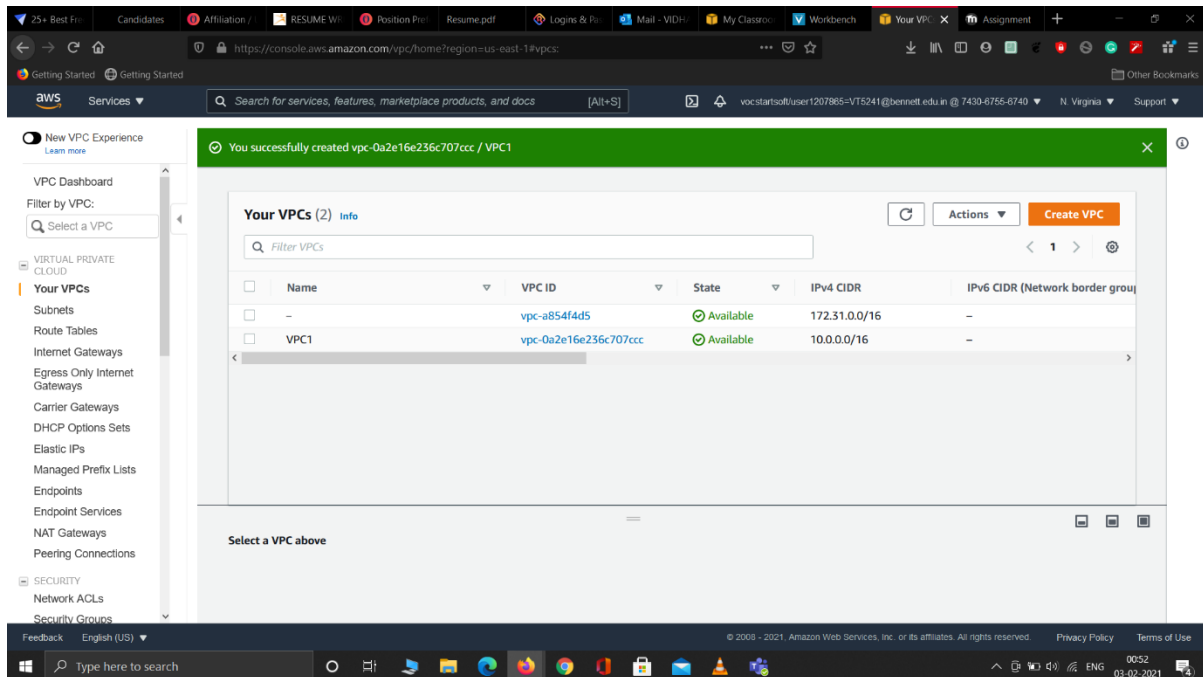 25+ Best Fre
Candidates
Affiliation /
RESUME WR
Position Pref
Resume.pdf
Logins & Pas
Mail - VIDHA
My Classroo
Workbench
Your VPC
Assignment
https://console.aws.amazon.com/vpc/home?region=us-east-1#vpcs:
Getting Started
Getting Started
Other Bookmarks
aws
Services
Search for services, features, marketplace products, and docs
[Alt+S]
vocstartsoft/user1207865=VT5241@bennett.edu.in @ 7430-6755-6740
N. Virginia
Support
New VPC Experience
Learn more
VPC Dashboard
Filter by VPC:
Select a VPC
VIRTUAL PRIVATE
CLOUD
Your VPCs
Subnets
Route Tables
Internet Gateways
Egress Only Internet
Gateways
Carrier Gateways
DHCP Options Sets
Elastic IPs
Managed Prefix Lists
Endpoints
Endpoint Services
NAT Gateways
Peering Connections
SECURITY
Network ACLs
Security Groups
You successfully created vpc-0a2e16e236c707ccc / VPC1
Your VPCs (2) Info
Actions
Create VPC
Filter VPCs
1
Name VPC ID State IPv4 CIDR IPv6 CIDR (Network border group
– vpc-a854f4d5 Available 172.31.0.0/16 –
VPC1 vpc-0a2e16e236c707ccc Available 10.0.0.0/16 –
Select a VPC above
Feedback
English (US)
© 2008 - 2021, Amazon Web Services, Inc. or its affiliates. All rights reserved.
Privacy Policy
Terms of Use
Type here to search
ENG
00:52
03-02-2021
4